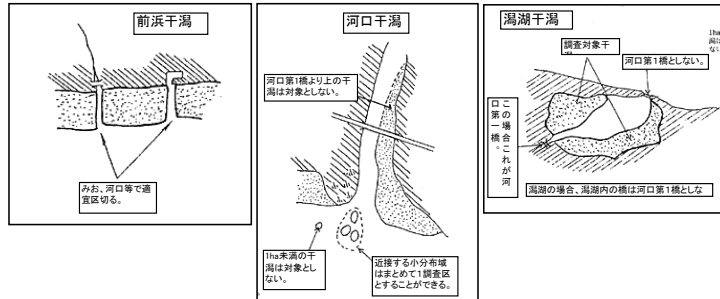 前浜干潟
みお、河口等で適
宜区切る。
河口干潟
河口第1橋より上の干
潟は対象としない。
1ha未満の干
潟は対象とし
ない。
近接する小分布域
はまとめて1調査区
とすることができる。
潟湖干潟
調査対象干
河口第1橋としない。
この場合これが河
口第一橋。
潟湖の場合、潟湖内の橋は河口第1橋としな
1ha
潟は
ない